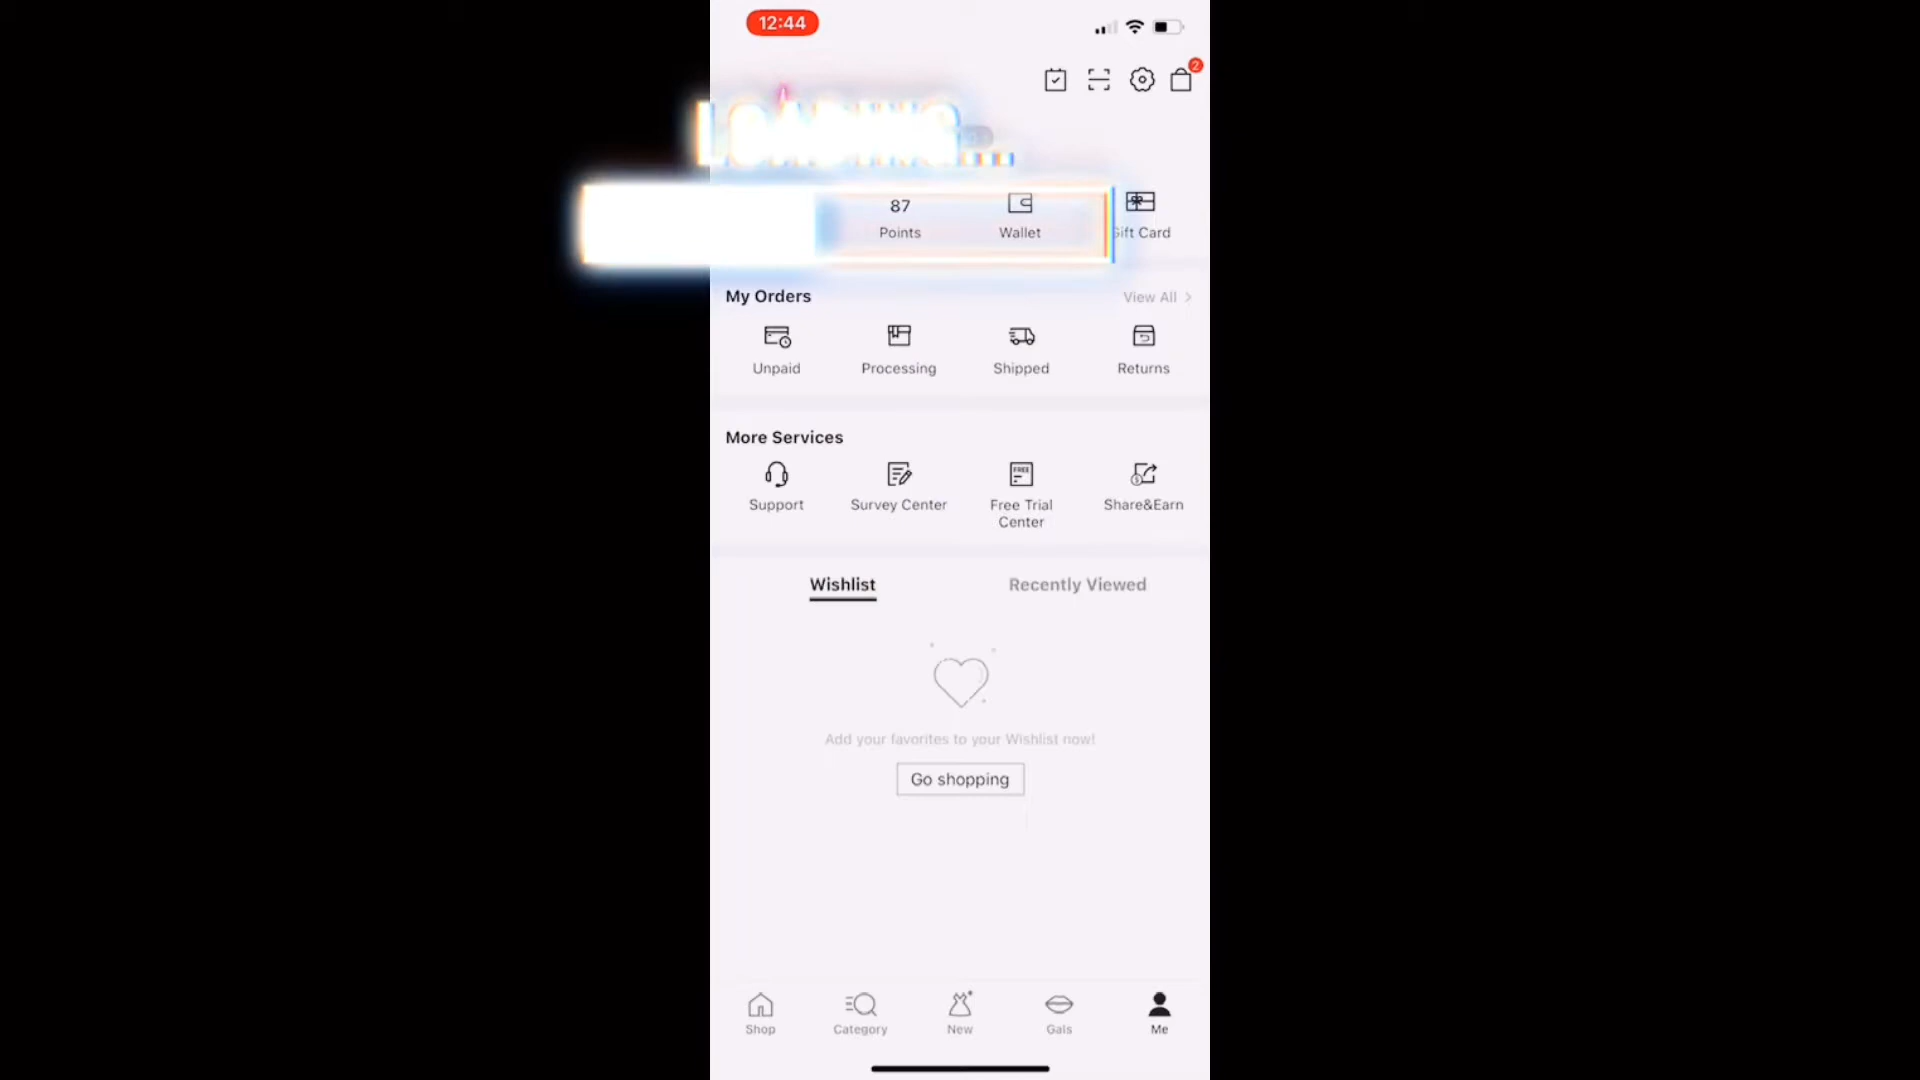 12:44
2
LOADING....
87
Points
Wallet
Gift Card
My Orders
View All
Unpaid
Processing
Shipped
Returns
More Services
FREE
Support
Survey Center
Free Trial
Center
Share&Earn
Wishlist
Recently Viewed
Add your favorites to your Wishlist now!
Go shopping
Shop
Category
New
Gals
Me